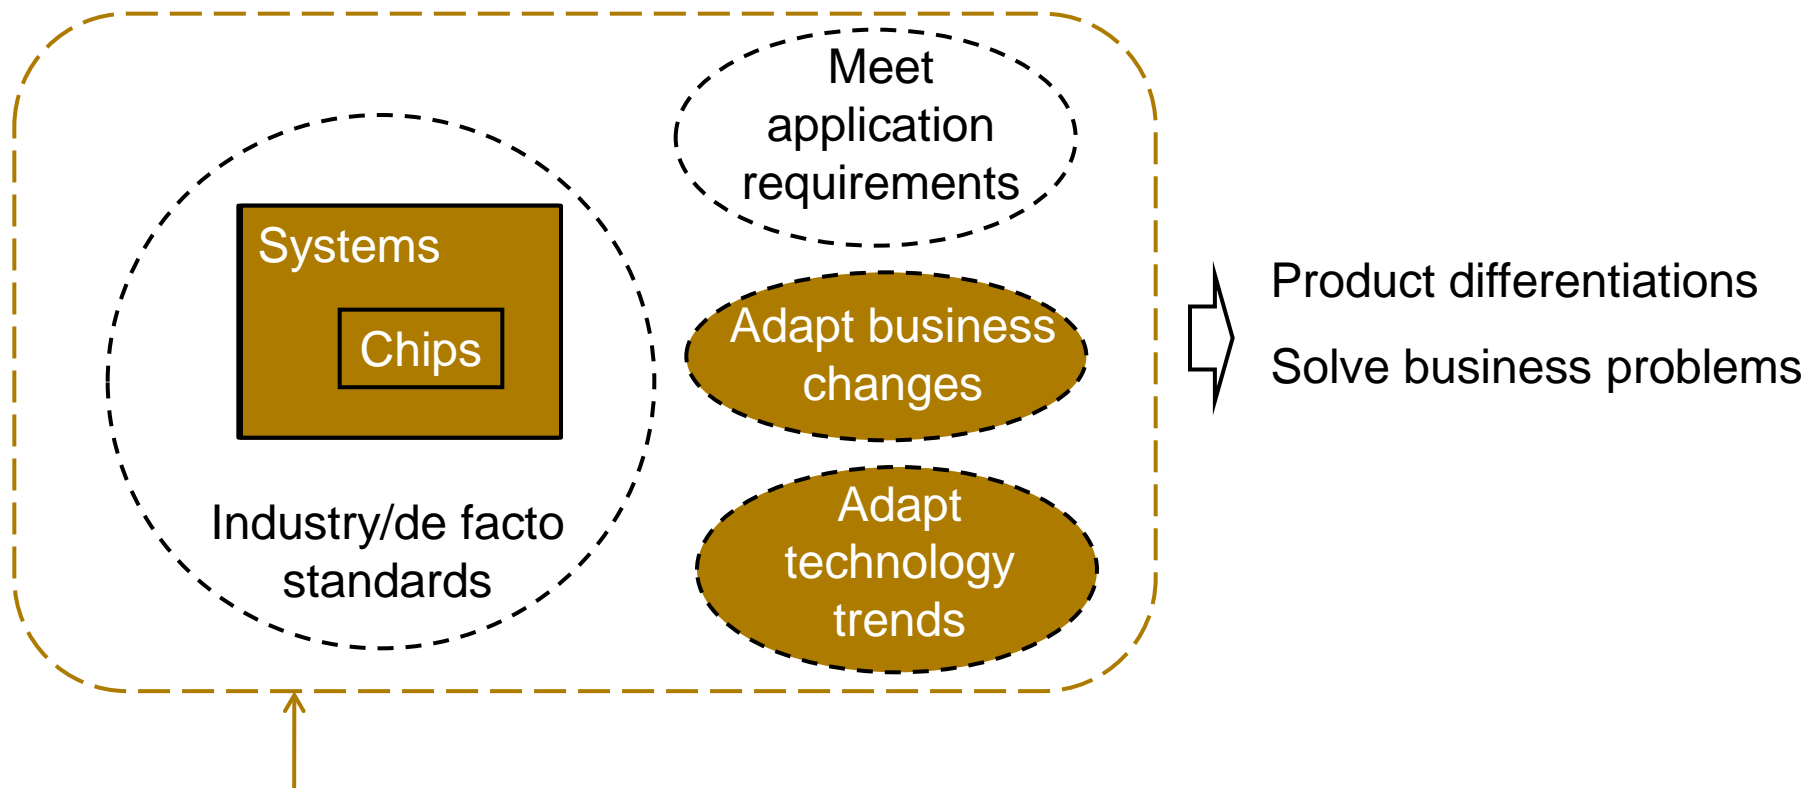 Systems
Chips
Industry/de facto
standards
Meet
application
requirements
Adapt business
changes
Adapt
technology
trends
Product differentiations
Solve business problems